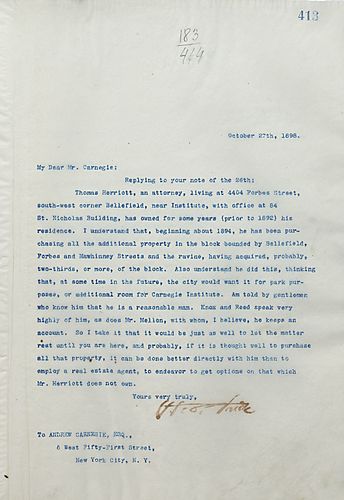 413
183
4/4
October 27th, 1898.
My Dear Mr. Carnegie:
Replying to your note of the 26th;
Thomas Herriott, an attorney, living at 4404 Forbes Street,
south-west corner Bellefield, near Institute, with office at 84
St. Nicholas Building, has owned for some years (prior to 1892) his
residence. I understand that, beginning about 1894, he has been pur-
chasing all the additional property in the block bounded by Bellefield,
Forbes and Mawhinney Streets and the ravine, having acquired, probably,
two-thirds, or more, of the block. Also understand he did this, thinking
that, at some time in the future, the city would want it for park pur-
poses, or additional room for Carnegie Institute. Am told by gentlemen
who know him that he is a reasonable man. Knox and Reed speak very
highly of him, as does Mr. Mellon, with whom, I believe, he keeps an
account. So I take it that it would be just as well to let the matter
rest until you are here, and probably, if it is thought well to purchase
all that property, it can be done better directly with him than to
employ a real estate agent, to endeavor to get options on that which
Mr. Herriott does not own.
Yours very truly,
To ANDREW CARNEGIE, ESQ.,
5 West Fifty-First Street,
New York City, N. Y.